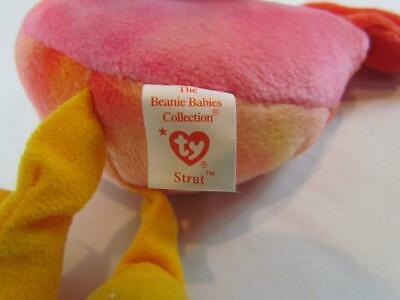 The
Beanie Babies
Collection®
★ ty ®
Strut™